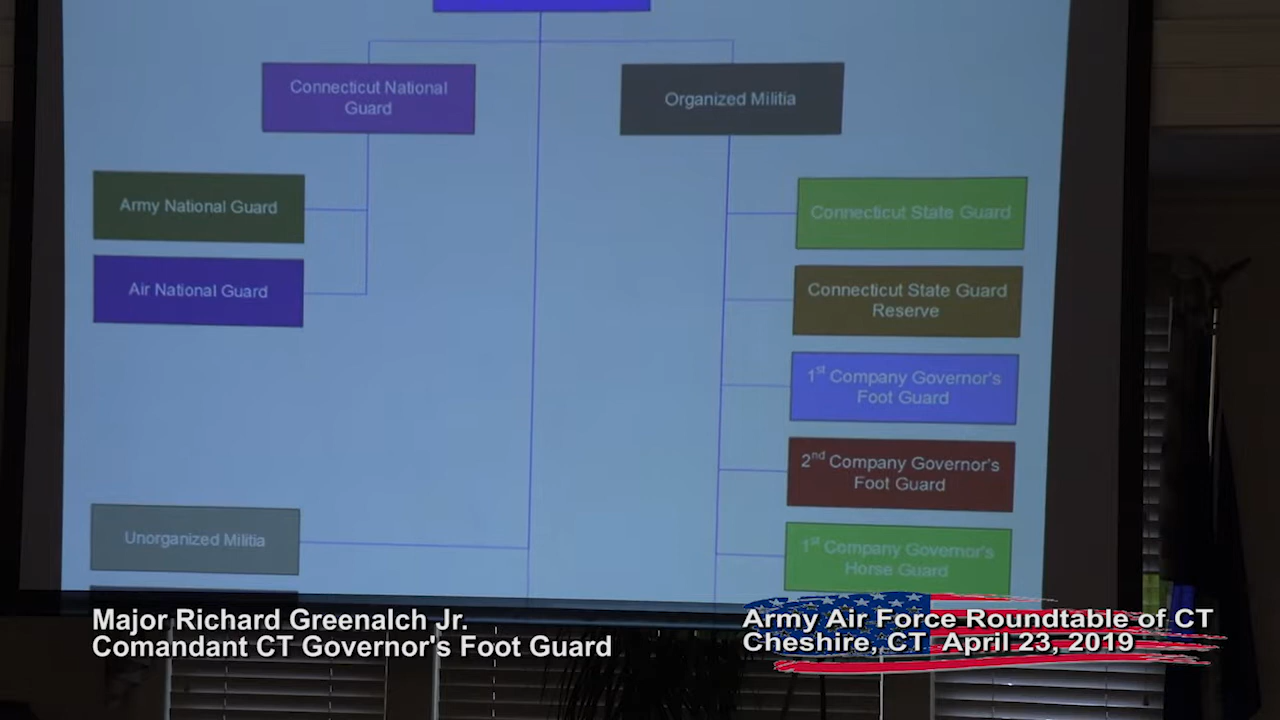 Connecticut National
Guard
Organized Militia
Army National Guard
Air National Guard
Connecticut State Guard
Connecticut State Guard
Reserve
1st Company Governor's
Foot Guard
2nd Company Governor's
Foot Guard
Unorganized Militia
1st Company Governor's
Horse Guard
Major Richard Greenalch Jr.
Comandant CT Governor's Foot Guard
Army Air Force Roundtable of CT
Cheshire, CT April 23, 2019